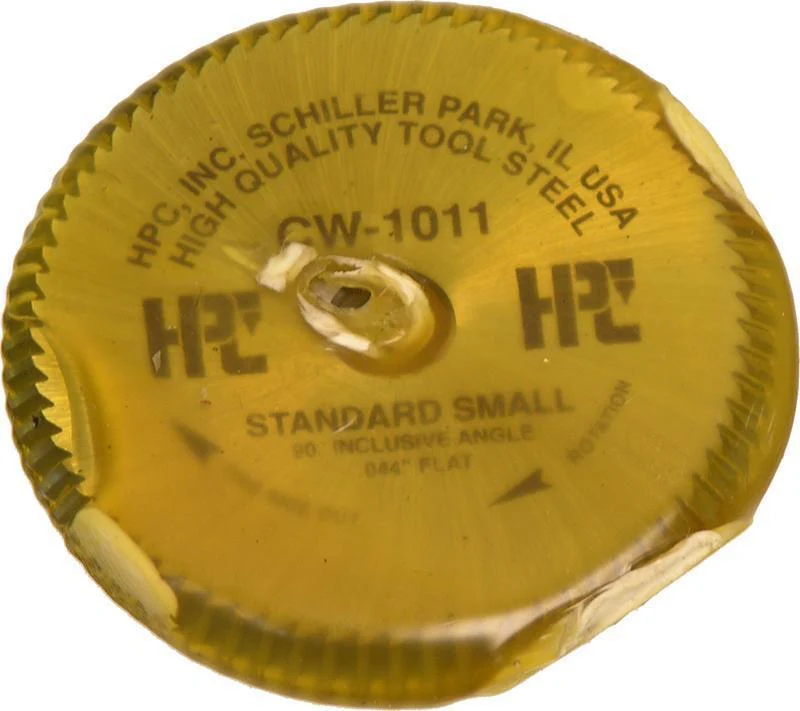 HPC, INC. SCHILLER PARK, IL USA
HIGH QUALITY TOOL STEEL
CW-1011
HPC HPC
STANDARD SMALL
INCLUSIVE ANGLE
044" FLAT
ROTATION